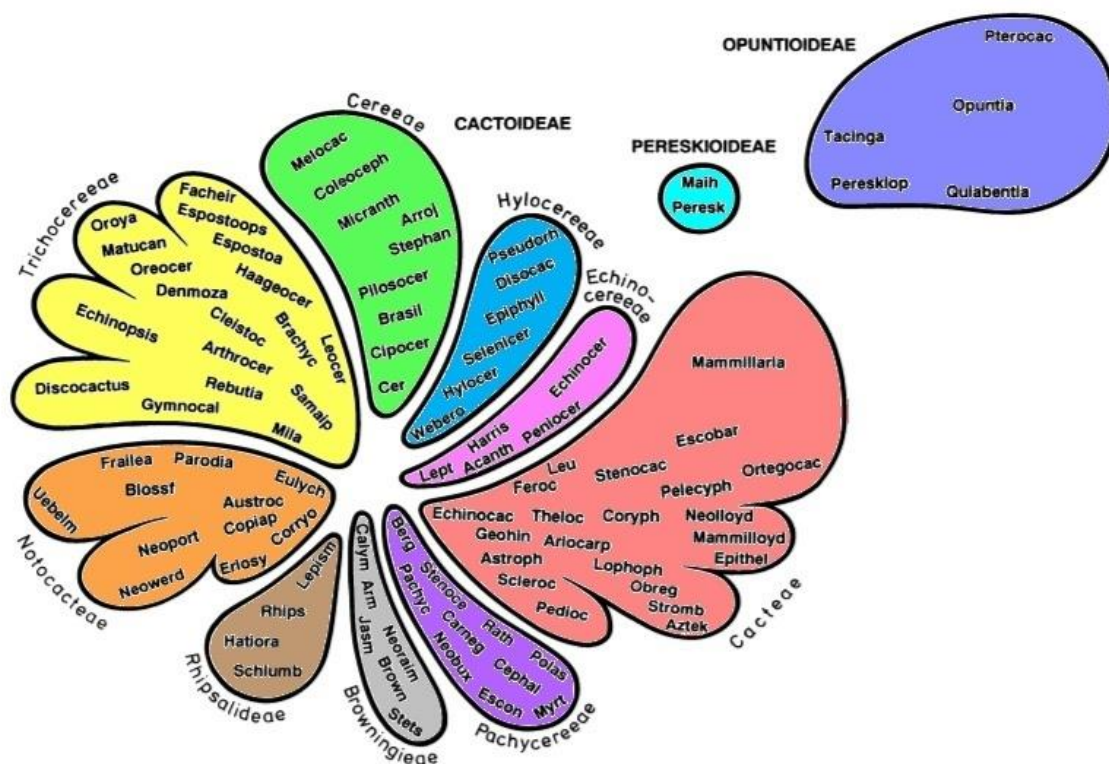 OPUNTIOIDEAE
Pterocac
Opuntia
Tacinga
Peresklop
Quiabentia
PERESKIOIDEAE
Maih
Peresk
CACTOIDEAE
Cereeae
Melocac
Coleoceph
Micranth
Arroj
Stephan
Pilosocer
Brasil
Cipocer
Cer
Hylocereeae
Pseudorh
Disocac
Epiphyll
Selenicer
Hylocer
Webero
Echino-
cereeae
Echinocer
Peniocer
Harris
Acanth
Lept
Trichocereeae
Facheir
Espostoops
Oroya
Espostoa
Matucan
Oreocer
Haageocer
Denmoza
Echinopsis
Cleistoc
Brachyc
Leocer
Arthrocer
Discocactus
Rebutia
Samaip
Gymnocal
Mila
Cacteae
Mammillaria
Escobar
Leu
Stenocac
Ortegocac
Feroc
Pelecyph
Echinocac
Theloc
Coryph
Neolloyd
Geohin
Ariocarp
Mammilloyd
Astroph
Lophoph
Epithel
Scleroc
Obreg
Pedioc
Stromb
Aztek
Notocacteae
Frailea
Parodia
Eulych
Uebelm
Blossf
Austroc
Copiap
Corryo
Neoport
Neowerd
Eriosy
Rhipsalideae
Lepism
Rhips
Hatiora
Schlumb
Browningieae
Calym
Arm
Jasm
Neoraim
Brown
Stets
Pachycereeae
Berg
Stenoce
Pachyc
Rath
Carneg
Polas
Neobux
Cephal
Escon
Myrt